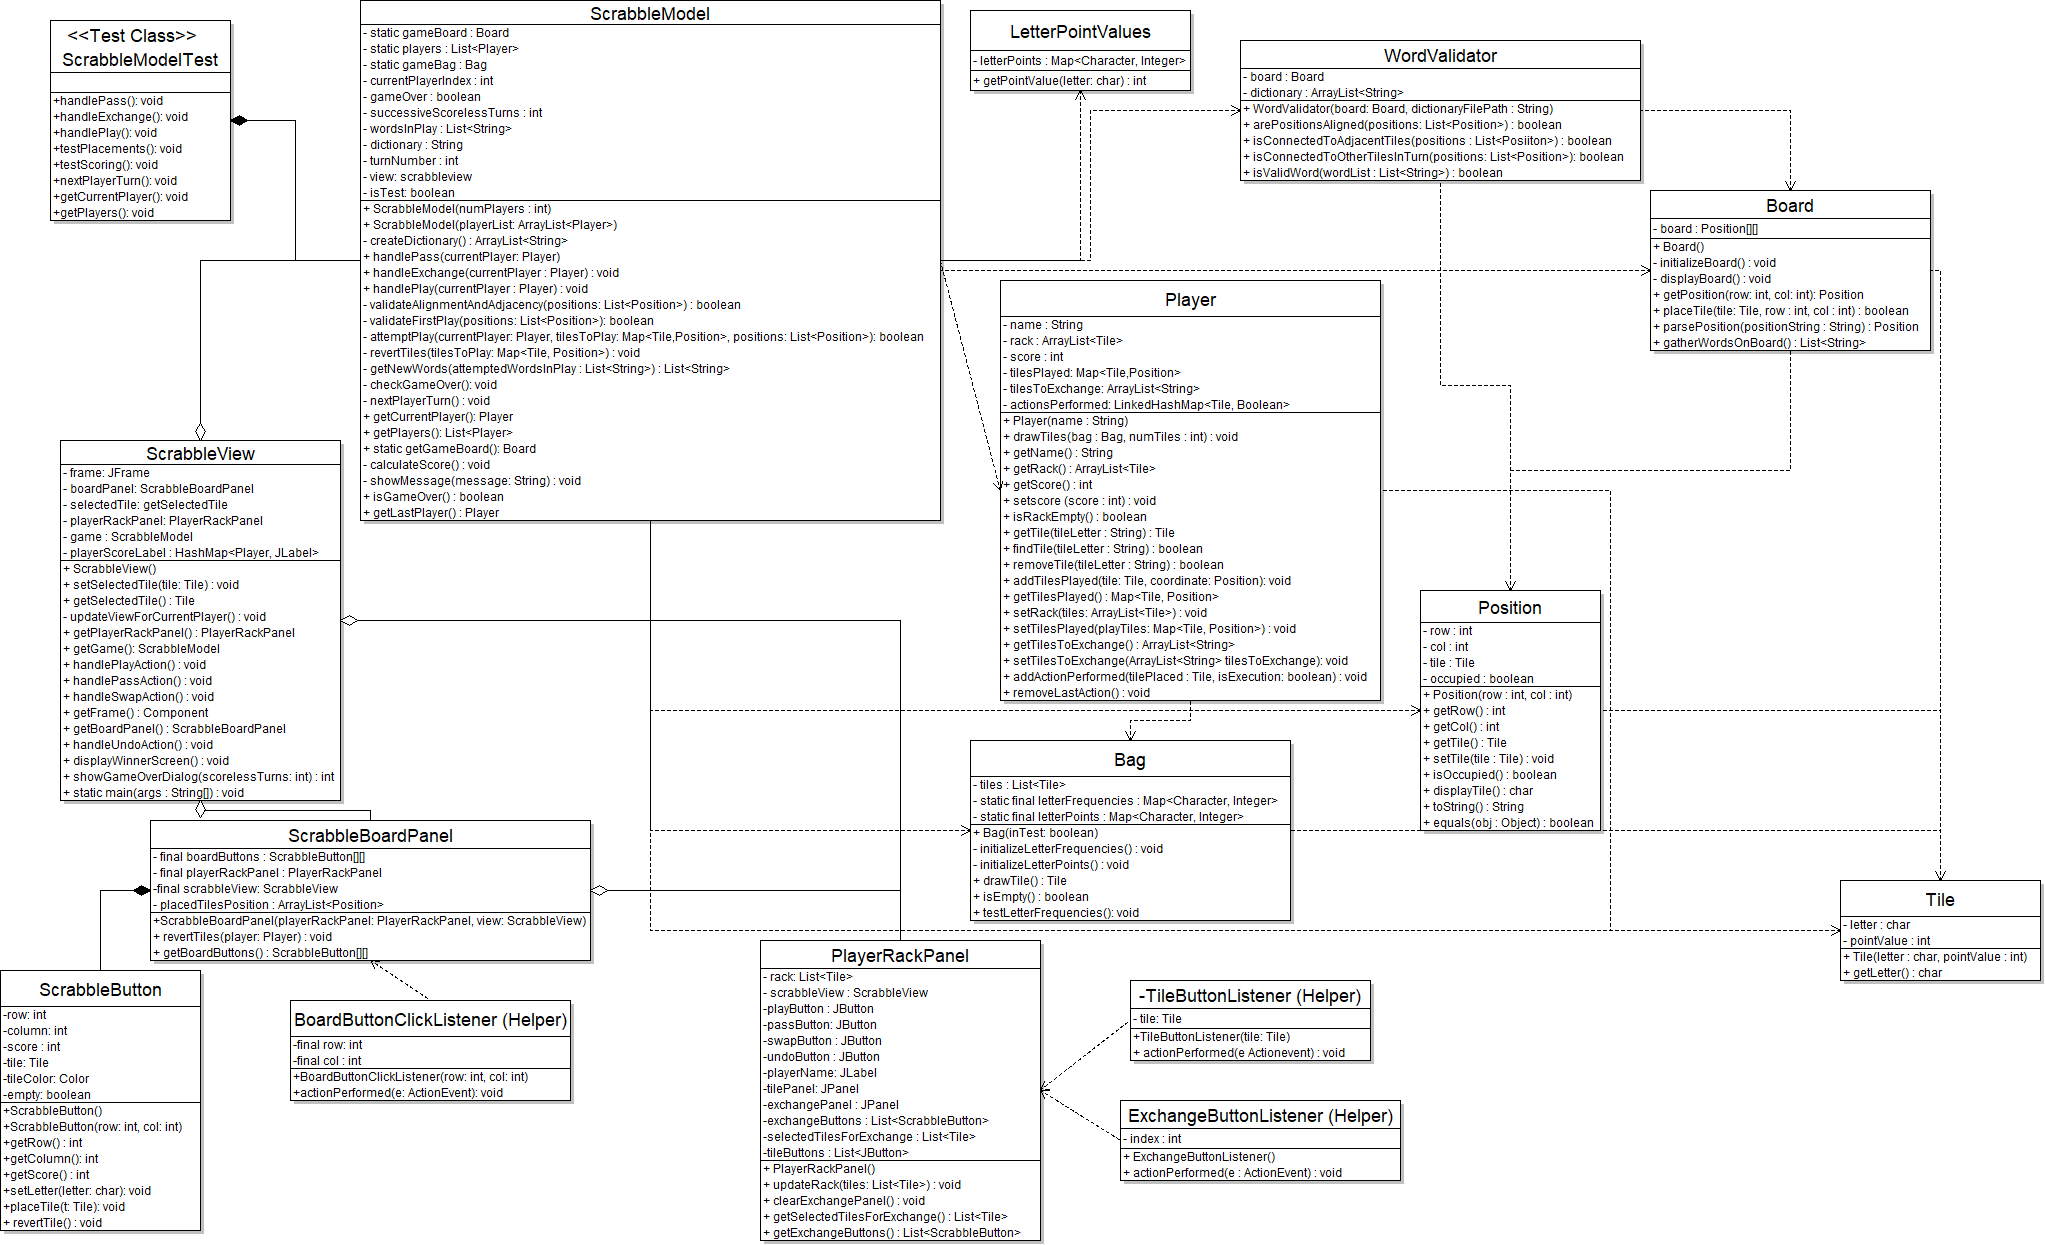 <<Test Class>>
ScrabbleModelTest
+handlePass(): void
+handleExchange(): void
+handlePlay(): void
+testPlacements(): void
+testScoring(): void
+nextPlayerTurn(): void
+getCurrentPlayer(): void
+getPlayers(): void
ScrabbleModel
- static gameBoard : Board
- static players : List<Player>
- static gameBag : Bag
- currentPlayerIndex : int
- gameOver : boolean
- successiveScorelessTurns : int
- wordsInPlay : List<String>
- dictionary : String
- turnNumber : int
- view: scrabbleview
- isTest: boolean
+ ScrabbleModel(numPlayers : int)
+ ScrabbleModel(playerList: ArrayList<Player>)
- createDictionary() : ArrayList<String>
+ handlePass(currentPlayer: Player)
+ handleExchange(currentPlayer : Player) : void
+ handlePlay(currentPlayer : Player) : void
- validateAlignmentAndAdjacency(positions: List<Position>) : boolean
- validateFirstPlay(positions: List<Position>): boolean
- attemptPlay(currentPlayer: Player, tilesToPlay: Map<Tile,Position>, positions: List<Position>): boolean
- revertTiles(tilesToPlay: Map<Tile, Position>) : void
- getNewWords(attemptedWordsInPlay : List<String>) : List<String>
- checkGameOver(): void
- nextPlayerTurn() : void
+ getCurrentPlayer(): Player
+ getPlayers(): List<Player>
+ static getGameBoard(): Board
- calculateScore() : void
- showMessage(message: String) : void
+ isGameOver() : boolean
+ getLastPlayer() : Player
LetterPointValues
- letterPoints : Map<Character, Integer>
+ getPointValue(letter: char) : int
WordValidator
- board : Board
- dictionary : ArrayList<String>
+ WordValidator(board: Board, dictionaryFilePath : String)
+ arePositionsAligned(positions: List<Position>) : boolean
+ isConnectedToAdjacentTiles(positions : List<Posiiton>) : boolean
+ isConnectedToOtherTilesInTurn(positions: List<Position>): boolean
+ isValidWord(wordList : List<String>) : boolean
Board
- board : Position[][]
+ Board()
- initializeBoard() : void
- displayBoard() : void
+ getPosition(row: int, col: int): Position
+ placeTile(tile: Tile, row : int, col : int) : boolean
+ parsePosition(positionString : String) : Position
+ gatherWordsOnBoard() : List<String>
Player
- name : String
- rack : ArrayList<Tile>
- score : int
- tilesPlayed: Map<Tile,Position>
- tilesToExchange: ArrayList<String>
- actionsPerformed: LinkedHashMap<Tile, Boolean>
+ Player(name : String)
+ drawTiles(bag : Bag, numTiles : int) : void
+ getName() : String
+ getRack() : ArrayList<Tile>
+ getScore() : int
+ setscore (score : int) : void
+ isRackEmpty() : boolean
+ getTile(tileLetter : String) : Tile
+ findTile(tileLetter : String) : boolean
+ removeTile(tileLetter : String) : boolean
+ addTilesPlayed(tile: Tile, coordinate: Position): void
+ getTilesPlayed() : Map<Tile, Position>
+ setRack(tiles: ArrayList<Tile>) : void
+ setTilesPlayed(playTiles: Map<Tile, Position>) : void
+ getTilesToExchange() : ArrayList<String>
+ setTilesToExchange(ArrayList<String> tilesToExchange): void
+ addActionPerformed(tilePlaced : Tile, isExecution: boolean) : void
+ removeLastAction() : void
ScrabbleView
- frame: JFrame
- boardPanel: ScrabbleBoardPanel
- selectedTile: getSelectedTile
- playerRackPanel: PlayerRackPanel
- game : ScrabbleModel
- playerScoreLabel : HashMap<Player, JLabel>
+ ScrabbleView()
+ setSelectedTile(tile: Tile) : void
+ getSelectedTile() : Tile
- updateViewForCurrentPlayer() : void
+ getPlayerRackPanel() : PlayerRackPanel
+ getGame(): ScrabbleModel
+ handlePlayAction() : void
+ handlePassAction() : void
+ handleSwapAction() : void
+ getFrame() : Component
+ getBoardPanel() : ScrabbleBoardPanel
+ handleUndoAction() : void
+ displayWinnerScreen() : void
+ showGameOverDialog(scorelessTurns: int) : int
+ static main(args : String[]) : void
Position
- row : int
- col : int
- tile : Tile
- occupied : boolean
+ Position(row : int, col : int)
+ getRow() : int
+ getCol() : int
+ getTile() : Tile
+ setTile(tile : Tile) : void
+ isOccupied() : boolean
+ displayTile() : char
+ toString() : String
+ equals(obj : Object) : boolean
Bag
- tiles : List<Tile>
- static final letterFrequencies : Map<Character, Integer>
- static final letterPoints : Map<Character, Integer>
+ Bag(inTest: boolean)
- initializeLetterFrequencies() : void
- initializeLetterPoints() : void
+ drawTile() : Tile
+ isEmpty() : boolean
+ testLetterFrequencies(): void
ScrabbleBoardPanel
- final boardButtons : ScrabbleButton[][]
- final playerRackPanel : PlayerRackPanel
-final scrabbleView: ScrabbleView
- placedTilesPosition : ArrayList<Position>
+ScrabbleBoardPanel(playerRackPanel: PlayerRackPanel, view: ScrabbleView)
+ revertTiles(player: Player) : void
+ getBoardButtons() : ScrabbleButton[][]
Tile
- letter : char
- pointValue : int
+ Tile(letter : char, pointValue : int)
+ getLetter() : char
ScrabbleButton
-row: int
-column: int
-score : int
-tile: Tile
-tileColor: Color
-empty: boolean
+ScrabbleButton()
+ScrabbleButton(row: int, col: int)
+getRow() : int
+getColumn(): int
+getScore() : int
+setLetter(letter: char): void
+placeTile(t: Tile): void
+ revertTile() : void
BoardButtonClickListener (Helper)
-final row: int
-final col : int
+BoardButtonClickListener(row: int, col: int)
+actionPerformed(e: ActionEvent): void
PlayerRackPanel
- rack: List<Tile>
- scrabbleView : ScrabbleView
-playButton : JButton
-passButton: JButton
-swapButton : JButton
-undoButton : JButton
-playerName: JLabel
-tilePanel: JPanel
-exchangePanel : JPanel
-exchangeButtons : List<ScrabbleButton>
-selectedTilesForExchange : List<Tile>
-tileButtons : List<JButton>
+ PlayerRackPanel()
+ updateRack(tiles: List<Tile>) : void
+ clearExchangePanel() : void
+ getSelectedTilesForExchange() : List<Tile>
+ getExchangeButtons() : List<ScrabbleButton>
-TileButtonListener (Helper)
- tile: Tile
+TileButtonListener(tile: Tile)
+ actionPerformed(e Actionevent) : void
ExchangeButtonListener (Helper)
- index : int
+ ExchangeButtonListener()
+ actionPerformed(e : ActionEvent) : void